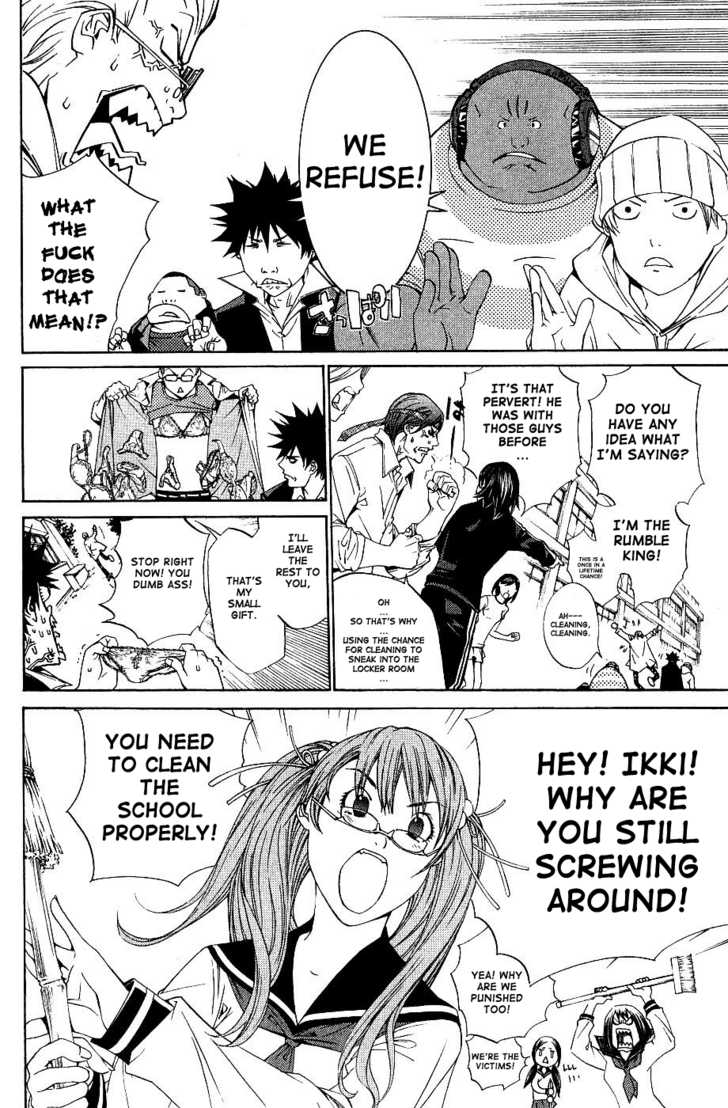 WE
REFUSE!
WHAT
THE
FUCK
DOES
THAT
MEAN!?
DO YOU
HAVE ANY
IDEA WHAT
I'M SAYING?
I'M THE
RUMBLE
KING!
IT'S THAT
PERVERT! HE
WAS WITH
THOSE GUYS
BEFORE
...
THIS IS A
ONCE IN A
LIFETIME
CHANCE!
AH---
CLEANING,
CLEANING.
OH
...
SO THAT'S WHY
...
USING THE CHANCE
FOR CLEANING TO
SNEAK INTO THE
LOCKER ROOM
...
I'LL
LEAVE
THE
REST TO
YOU,
THAT'S
MY
SMALL
GIFT.
STOP RIGHT
NOW! YOU
DUMB ASS!
HEY! IKKI!
WHY ARE
YOU STILL
SCREWING
AROUND!
YOU NEED
TO CLEAN
THE
SCHOOL
PROPERLY!
YEA! WHY
ARE WE
PUNISHED
TOO!
WE'RE THE
VICTIMS!